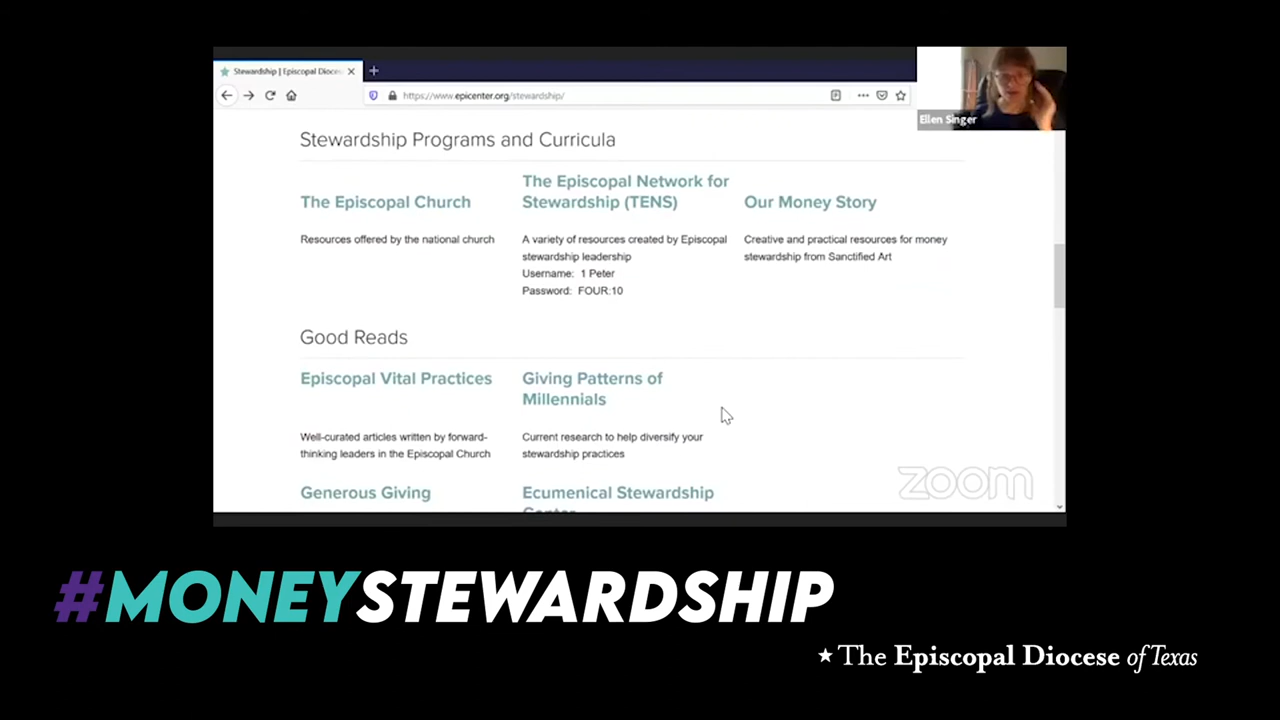 Stewardship | Episcopal Dioces
https://www.epicenter.org/stewardship/
Ellen Singer
Stewardship Programs and Curricula
The Episcopal Church
Resources offered by the national church
The Episcopal Network for
Stewardship (TENS)
A variety of resources created by Episcopal
stewardship leadership
Username: 1 Peter
Password: FOUR:10
Our Money Story
Creative and practical resources for money
stewardship from Sanctified Art
Good Reads
Episcopal Vital Practices
Well-curated articles written by forward-
thinking leaders in the Episcopal Church
Giving Patterns of
Millennials
Current research to help diversify your
stewardship practices
Generous Giving
Ecumenical Stewardship
Center
zoom
#MONEYSTEWARDSHIP
The Episcopal Diocese of Texas